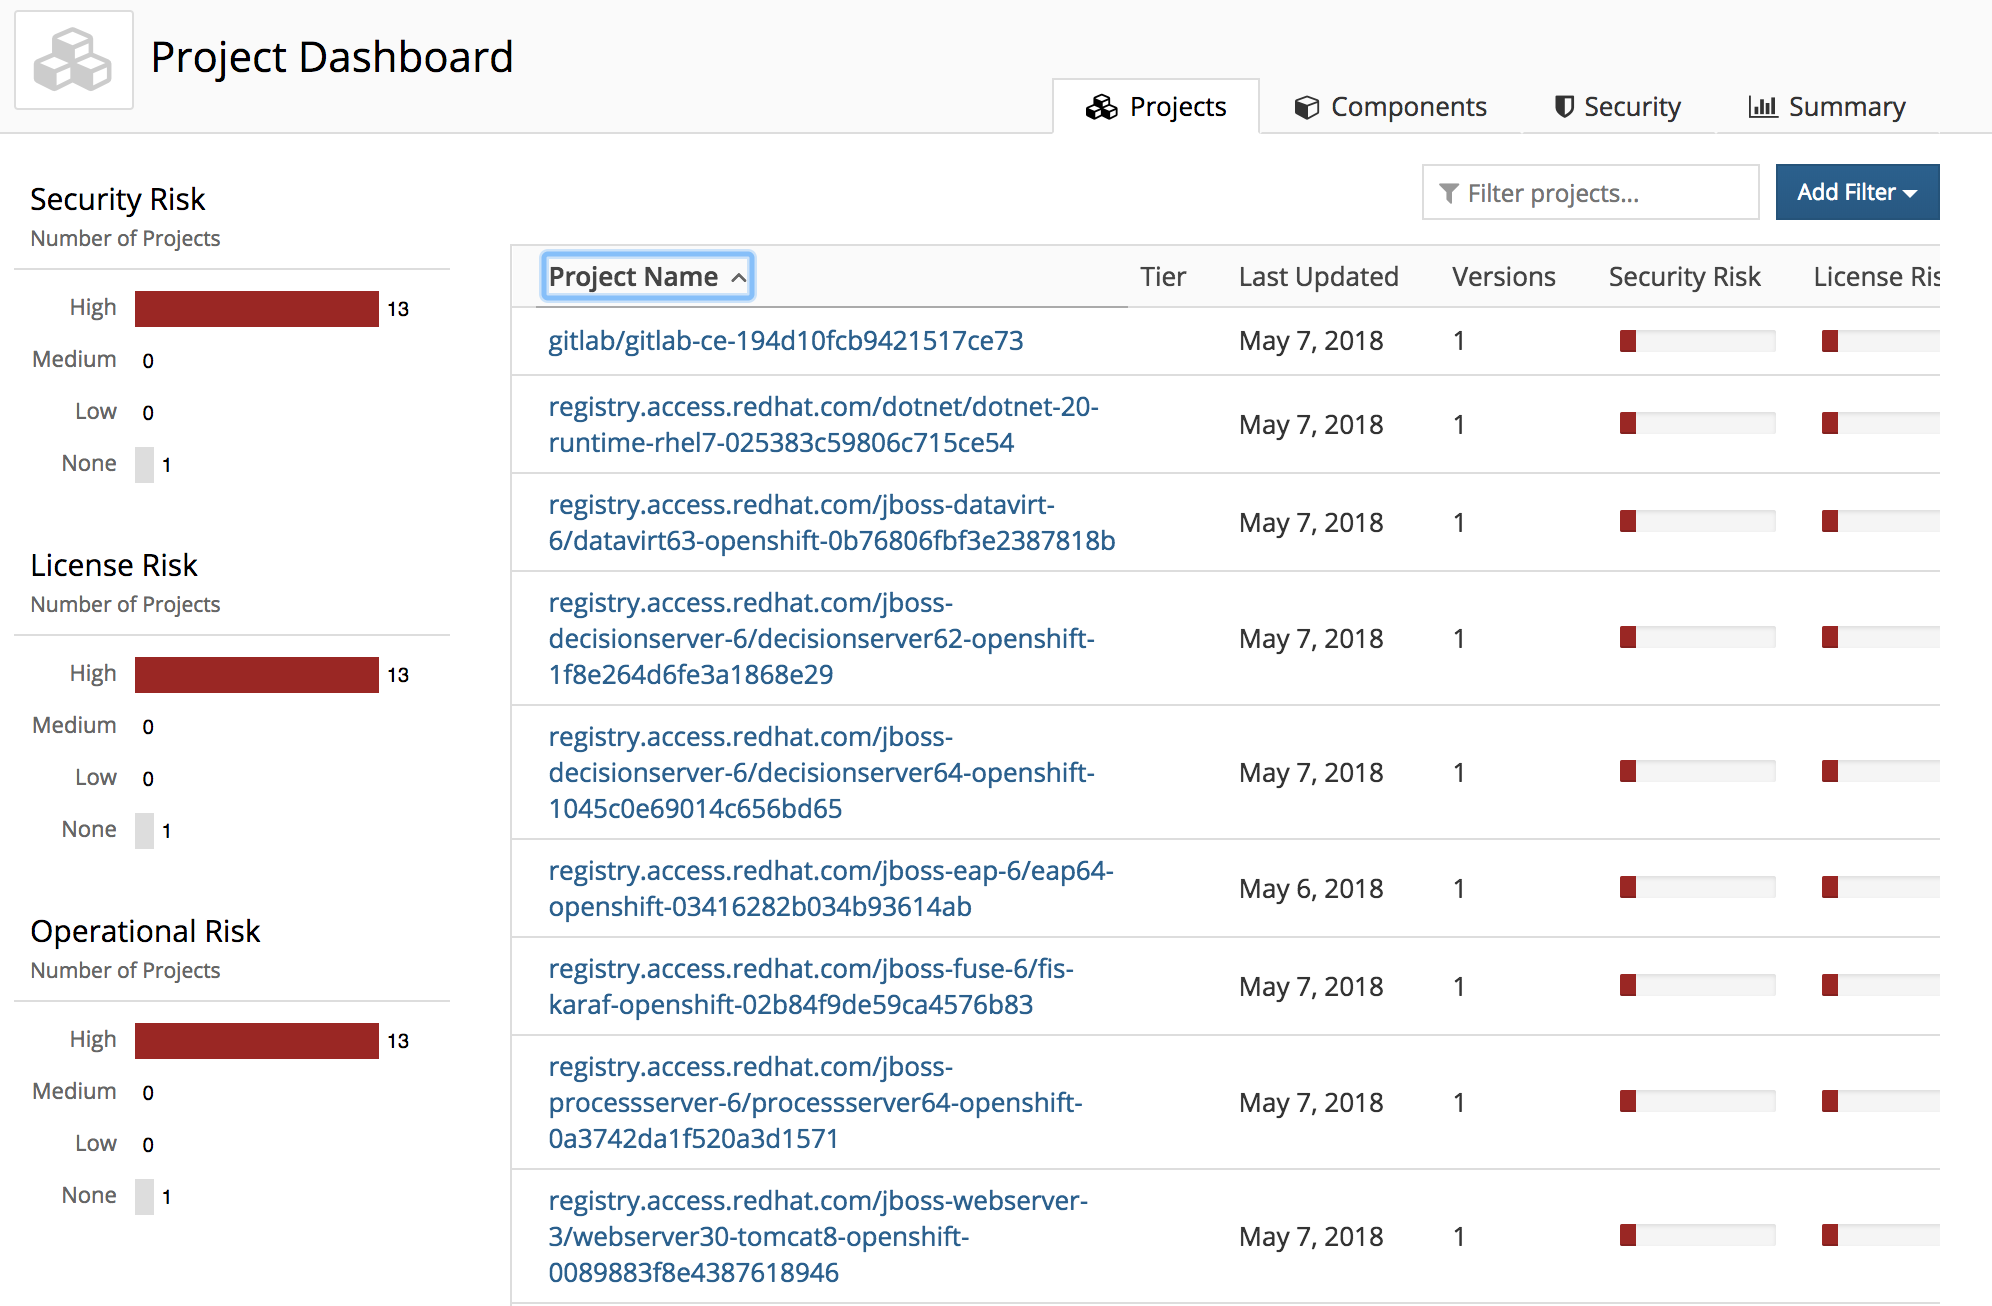 Project Dashboard
Projects
Components
Security
Summary
Security Risk
Number of Projects
High 13
Medium 0
Low 0
None 1
License Risk
Number of Projects
High 13
Medium 0
Low 0
None 1
Operational Risk
Number of Projects
High 13
Medium 0
Low 0
None 1
Filter projects...
Add Filter
Project Name Tier Last Updated Versions Security Risk License Ris
gitlab/gitlab-ce-194d10fcb9421517ce73 May 7, 2018 1
registry.access.redhat.com/dotnet/dotnet-20-
runtime-rhel7-025383c59806c715ce54
May 7, 2018 1
registry.access.redhat.com/jboss-datavirt-
6/datavirt63-openshift-0b76806fbf3e2387818b
May 7, 2018 1
registry.access.redhat.com/jboss-
decisionserver-6/decisionserver62-openshift-
1f8e264d6fe3a1868e29
May 7, 2018 1
registry.access.redhat.com/jboss-
decisionserver-6/decisionserver64-openshift-
1045c0e69014c656bd65
May 7, 2018 1
registry.access.redhat.com/jboss-eap-6/eap64-
openshift-03416282b034b93614ab
May 6, 2018 1
registry.access.redhat.com/jboss-fuse-6/fis-
karaf-openshift-02b84f9de59ca4576b83
May 7, 2018 1
registry.access.redhat.com/jboss-
processserver-6/processserver64-openshift-
0a3742da1f520a3d1571
May 7, 2018 1
registry.access.redhat.com/jboss-webserver-
3/webserver30-tomcat8-openshift-
0089883f8e4387618946
May 7, 2018 1